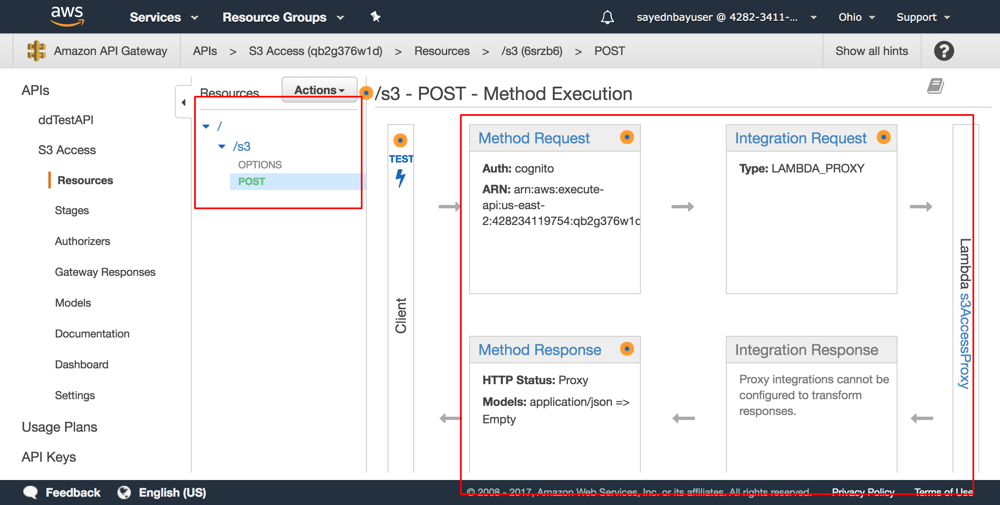 aws
Services
Resource Groups
sayednbayuser @ 4282-3411-...
Ohio
Support
Amazon API Gateway
APIs > S3 Access (qb2g376w1d) > Resources > /s3 (6srzb6) > POST
Show all hints
?
APIs
ddTestAPI
S3 Access
Resources
Stages
Authorizers
Gateway Responses
Models
Documentation
Dashboard
Settings
Usage Plans
API Keys
Resources
Actions
/
/s3
OPTIONS
POST
/s3 - POST - Method Execution
TEST
Client
Method Request
Auth: cognito
ARN: arn:aws:execute-
api:us-east-
2:428234119754:qb2g376w1d
Integration Request
Type: LAMBDA_PROXY
Lambda s3AccessProxy
Method Response
HTTP Status: Proxy
Models: application/json =>
Empty
Integration Response
Proxy integrations cannot be
configured to transform
responses.
Feedback
English (US)
© 2008 - 2017, Amazon Web Services, Inc. or its affiliates. All rights reserved.
Privacy Policy
Terms of Use